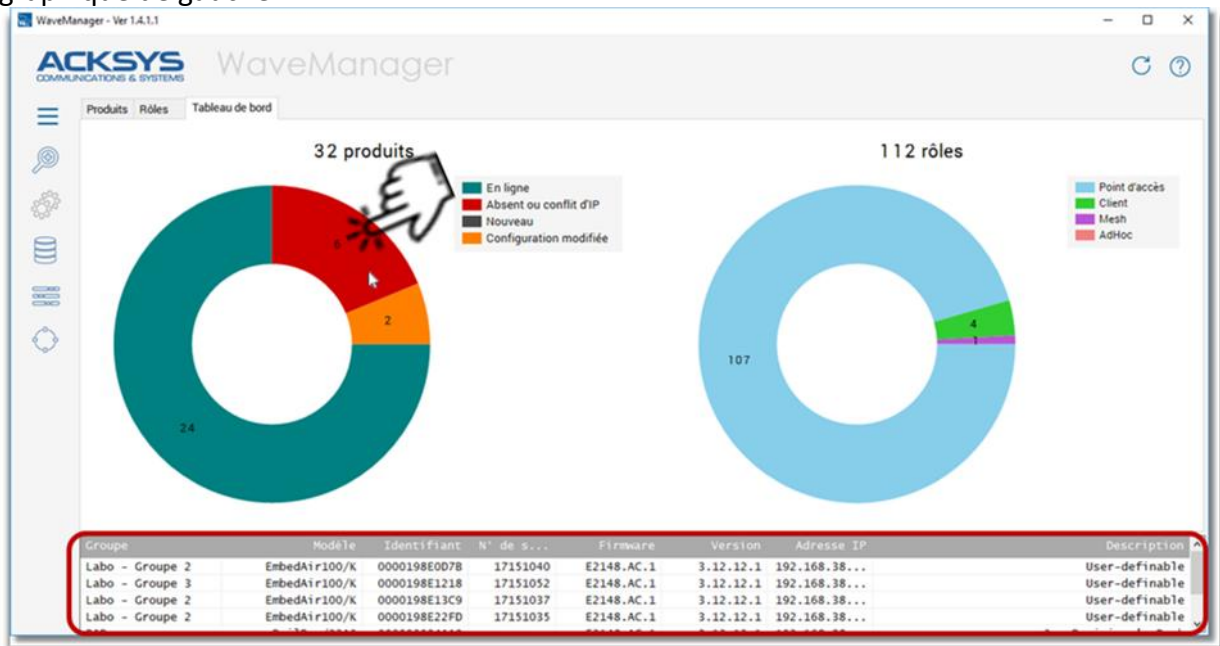 WaveManager - Ver 1.4.1.1
ACKSYS
COMMUNICATIONS & SYSTEMS
WaveManager
Produits Rôles Tableau de bord
32 produits
112 rôles
En ligne
Absent ou conflit d'IP
Nouveau
Configuration modifiée
Point d'accès
Client
Mesh
AdHoc
6
2
24
4
1
107
Groupe Modèle Identifiant N° de s... Firmware Version Adresse IP Description
Labo - Groupe 2 EmbedAir100/K 0000198E0D7B 17151040 E2148.AC.1 3.12.12.1 192.168.38... User-definable
Labo - Groupe 3 EmbedAir100/K 0000198E1218 17151052 E2148.AC.1 3.12.12.1 192.168.38... User-definable
Labo - Groupe 2 EmbedAir100/K 0000198E13C9 17151037 E2148.AC.1 3.12.12.1 192.168.38... User-definable
Labo - Groupe 2 EmbedAir100/K 0000198E22FD 17151035 E2148.AC.1 3.12.12.1 192.168.38... User-definable